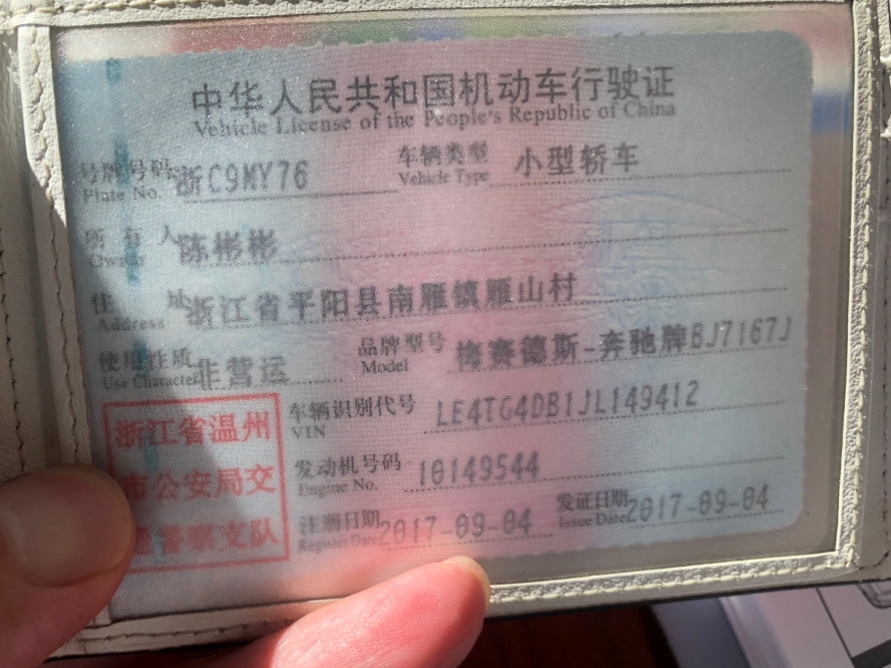 中华人民共和国机动车行驶证
Vehicle License of the People's Republic of China
号牌号码 浙C9MY76 车辆类型 小型轿车
Plate No. Vehicle Type
所有人 陈彬彬
Owner
住址 浙江省平阳县南雁镇雁山村
Address
使用性质 非营运 品牌型号 梅赛德斯-奔驰牌BJ7167J
Use Character Model
浙江省温州
市公安局交
通警察支队
车辆识别代号 LE4TG4DB1JL149412
VIN
发动机号码 10149544
Engine No.
注册日期 2017-09-04 发证日期 2017-09-04
Register Date Issue Date